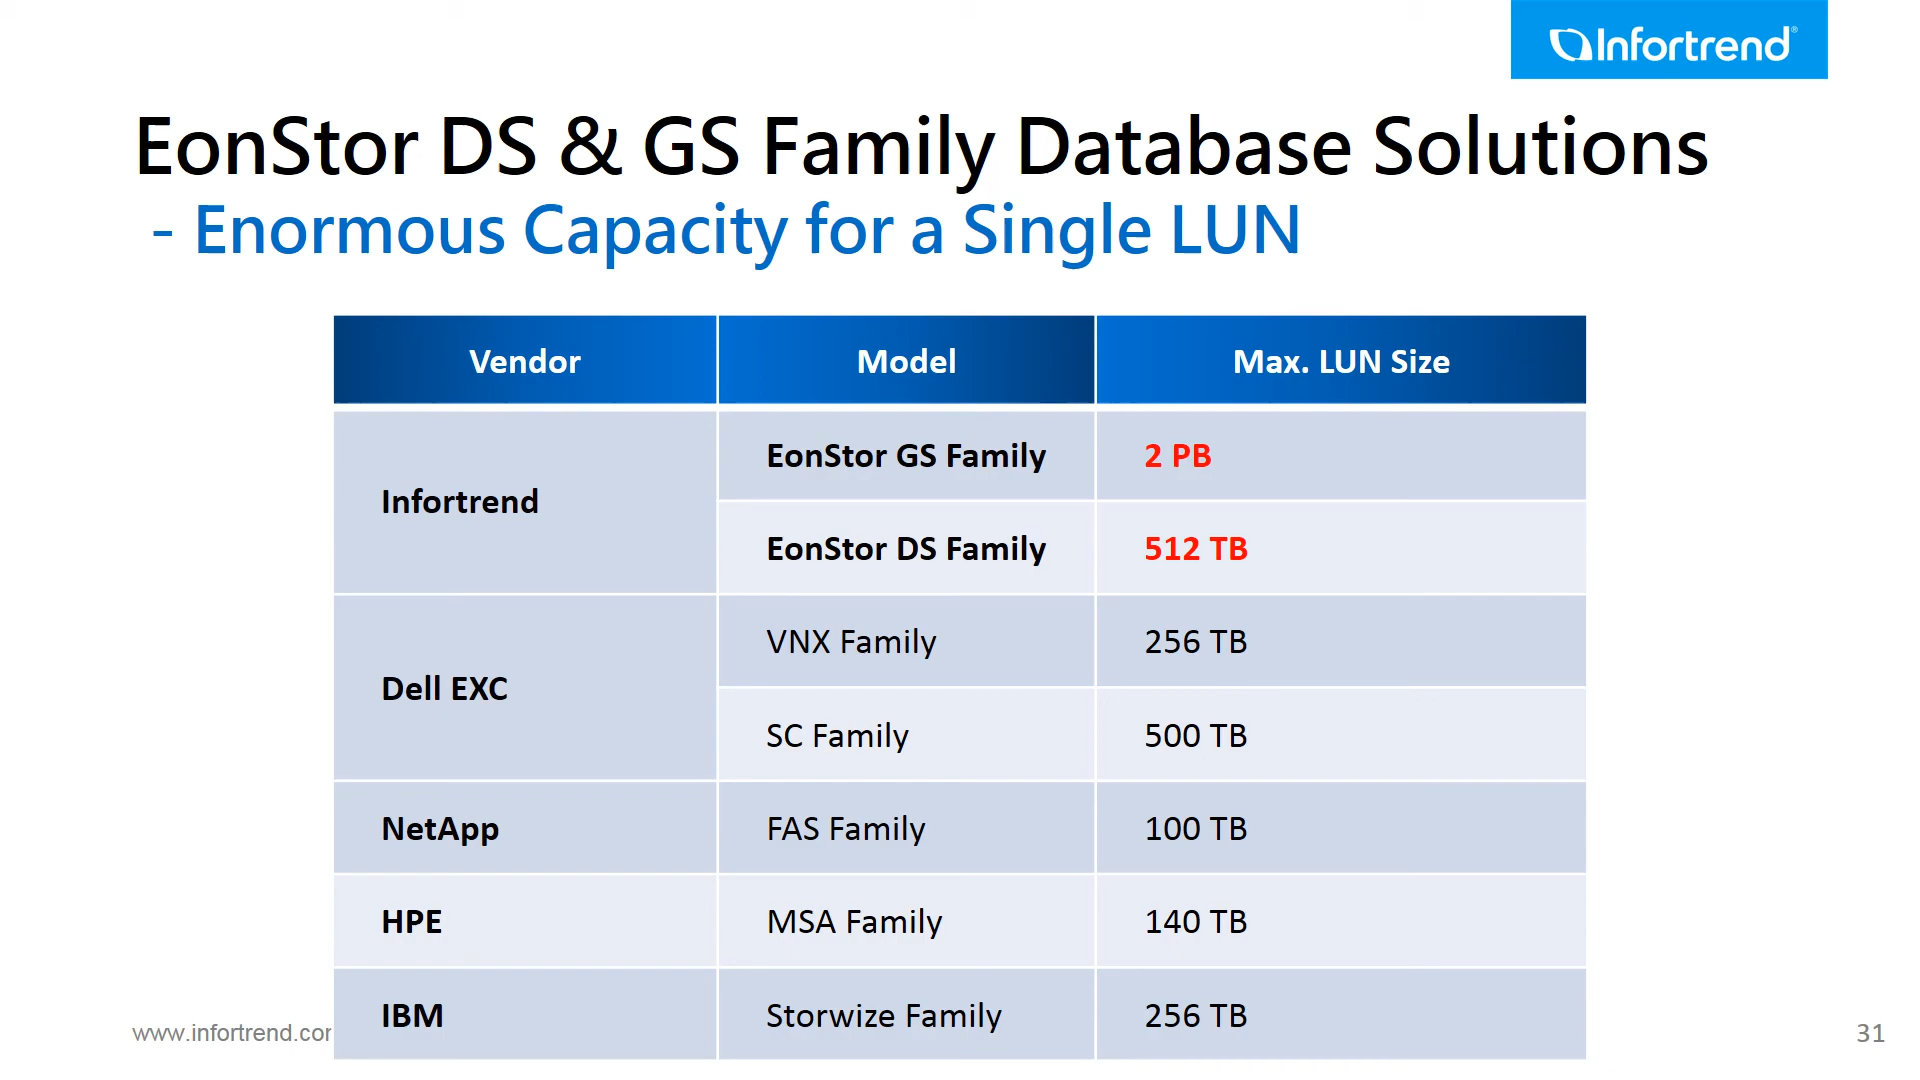 Infortrend®
EonStor DS & GS Family Database Solutions
- Enormous Capacity for a Single LUN
Vendor Model Max. LUN Size
Infortrend
EonStor GS Family 2 PB
EonStor DS Family 512 TB
Dell EXC
VNX Family 256 TB
SC Family 500 TB
NetApp FAS Family 100 TB
HPE MSA Family 140 TB
IBM Storwize Family 256 TB
www.infortrend.cor
31